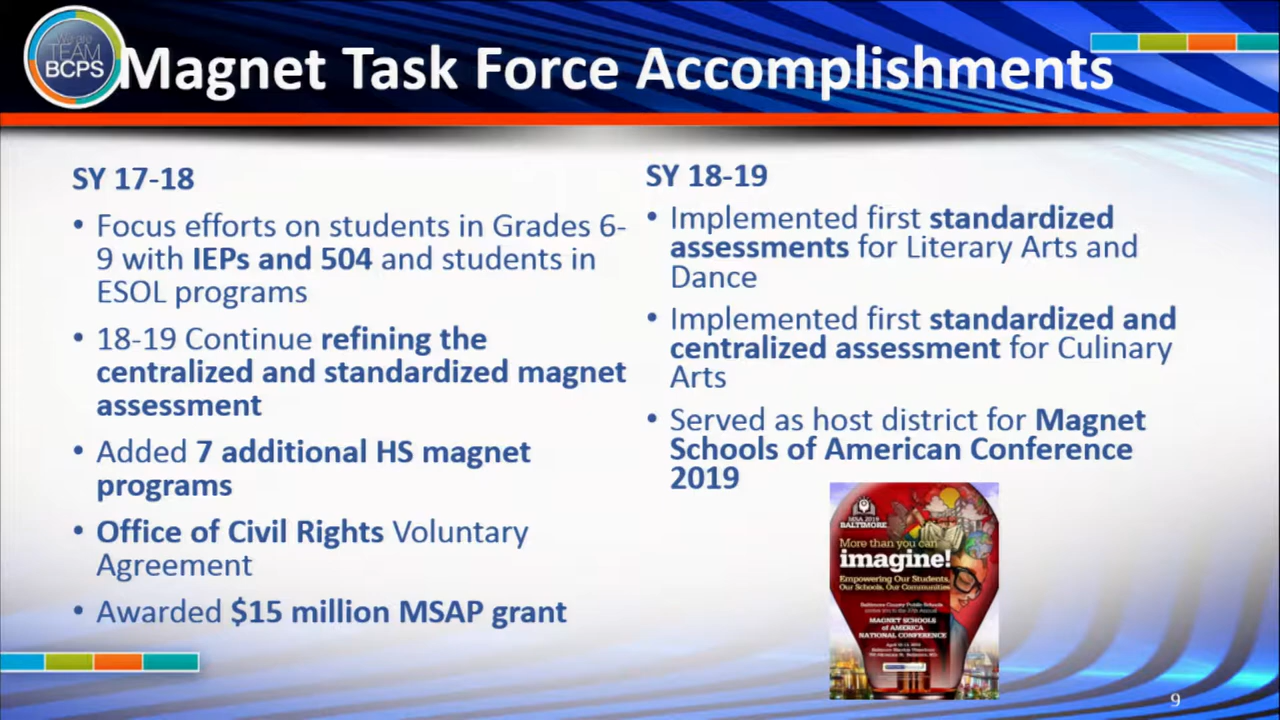 We are
TEAM
BCPS
Magnet Task Force Accomplishments
SY 17-18
• Focus efforts on students in Grades 6-
9 with IEPs and 504 and students in
ESOL programs
• 18-19 Continue refining the
centralized and standardized magnet
assessment
• Added 7 additional HS magnet
programs
• Office of Civil Rights Voluntary
Agreement
• Awarded $15 million MSAP grant
SY 18-19
• Implemented first standardized
assessments for Literary Arts and
Dance
• Implemented first standardized and
centralized assessment for Culinary
Arts
• Served as host district for Magnet
Schools of American Conference
2019
MSA 2019
BALTIMORE
More than you can
imagine!
Empowering Our Students,
Our Schools, Our Communities
Baltimore County Public Schools
MAGNET SCHOOLS
of AMERICA
NATIONAL CONFERENCE
9